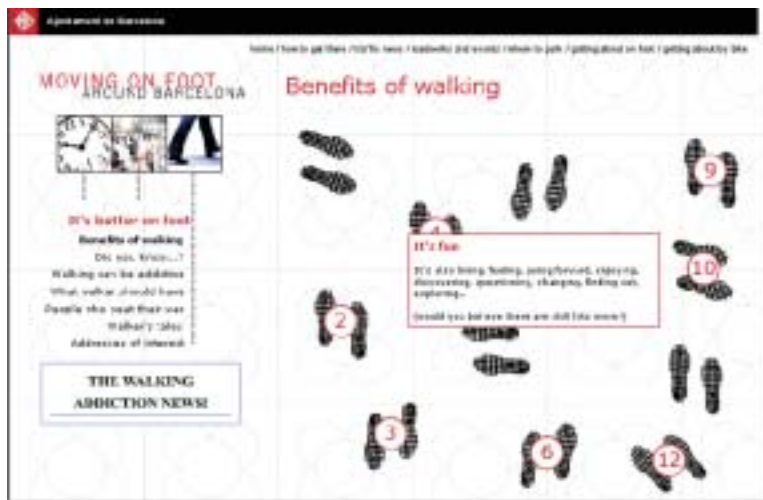 Ajuntament de Barcelona
home / how to get there / traffic news / roadworks and events / where to park / getting about on foot / getting about by bike
MOVING ON FOOT
AROUND BARCELONA
Benefits of walking
It's better on foot
Benefits of walking
Did you know...?
Walking can be addictive
What walker should have
People who seat their way
Walker's tales
Addresses of interest
THE WALKING
ADDICTION NEWS!
9
4
It's fun
It's also living, feeling, going forward, enjoying,
discovering, questioning, changing, finding out,
exploring...
(would you believe there are still lots more?)
10
2
3
6
12